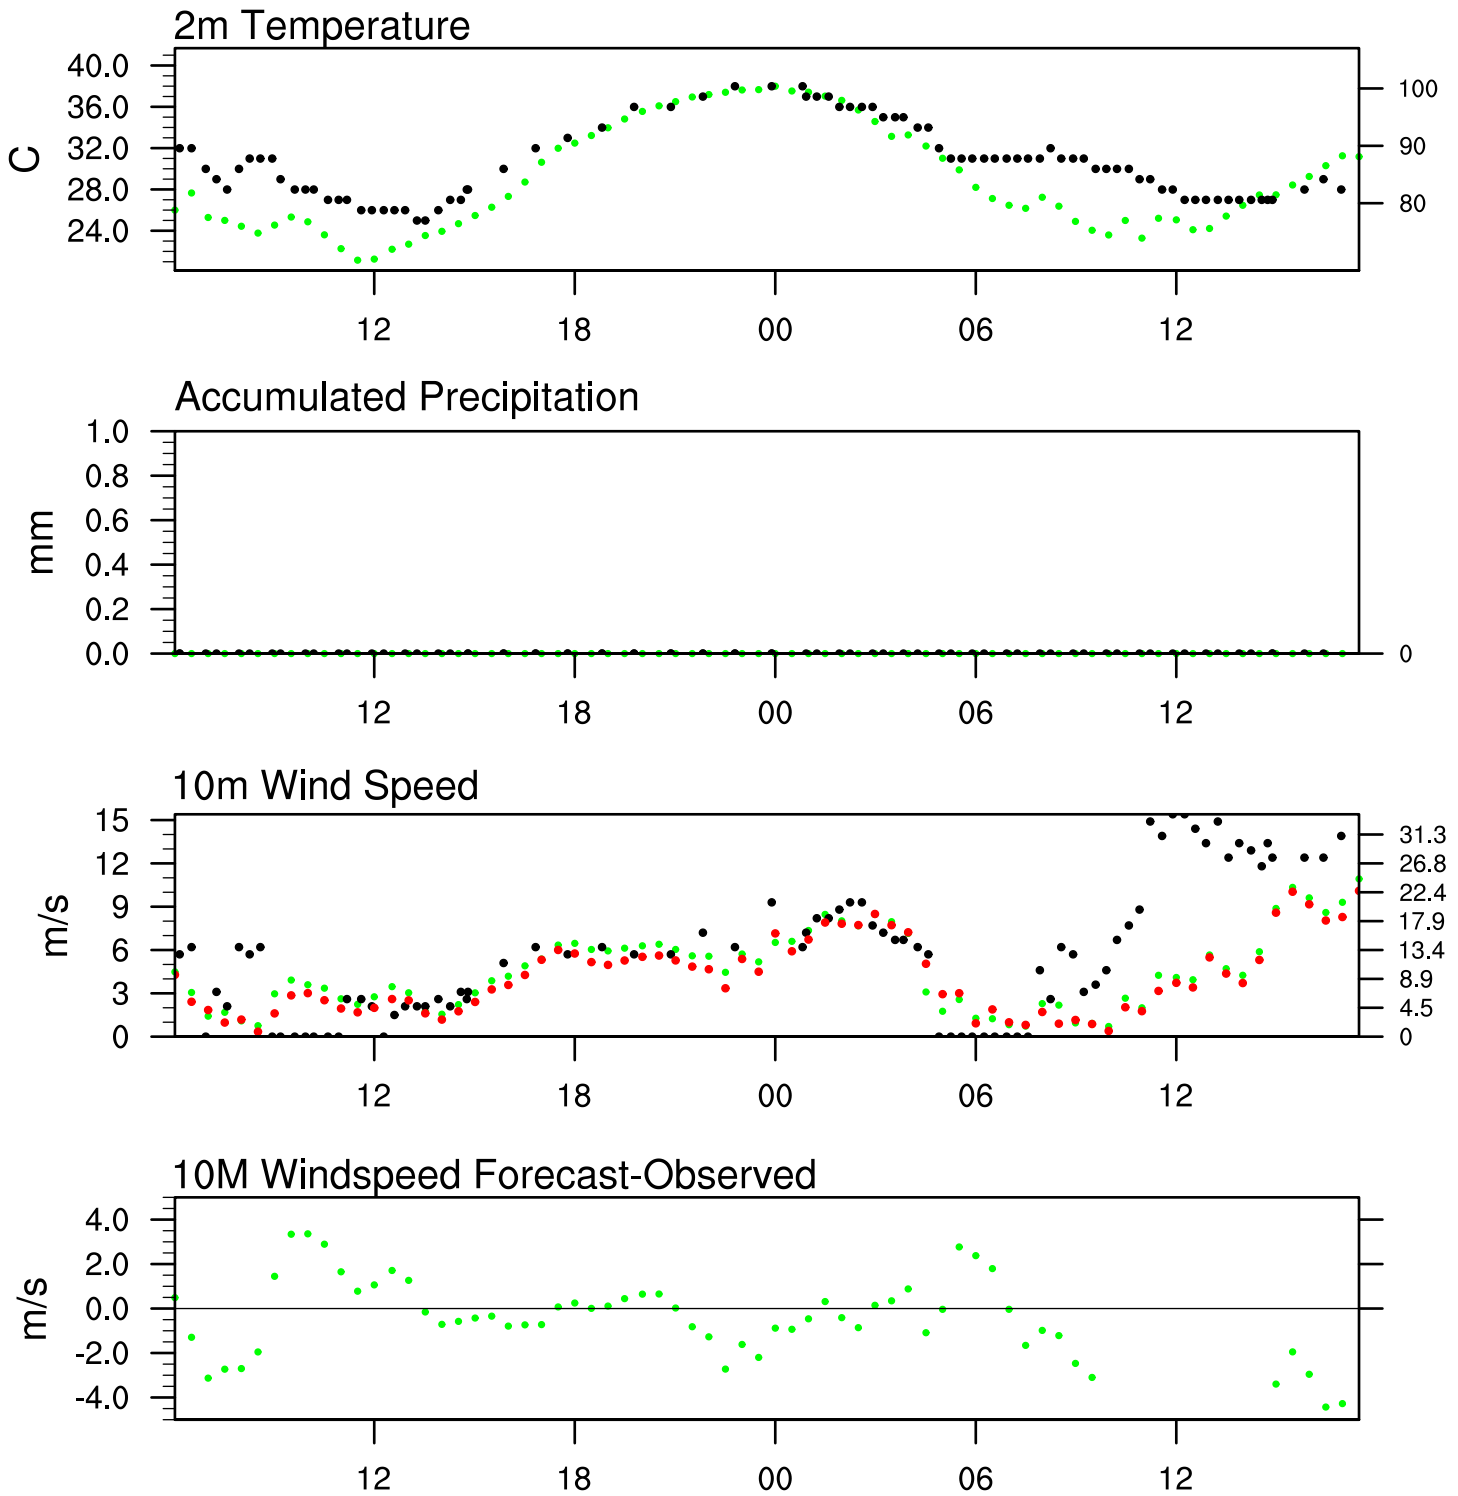 2m Temperature
40.0
36.0
32.0
28.0
24.0
C
100
90
80
12 18 00 06 12
Accumulated Precipitation
1.0
0.8
0.6
0.4
0.2
0.0
mm
0
12 18 00 06 12
10m Wind Speed
15
12
9
6
3
0
m/s
31.3
26.8
22.4
17.9
13.4
8.9
4.5
0
12 18 00 06 12
10M Windspeed Forecast-Observed
4.0
2.0
0.0
-2.0
-4.0
m/s
12 18 00 06 12